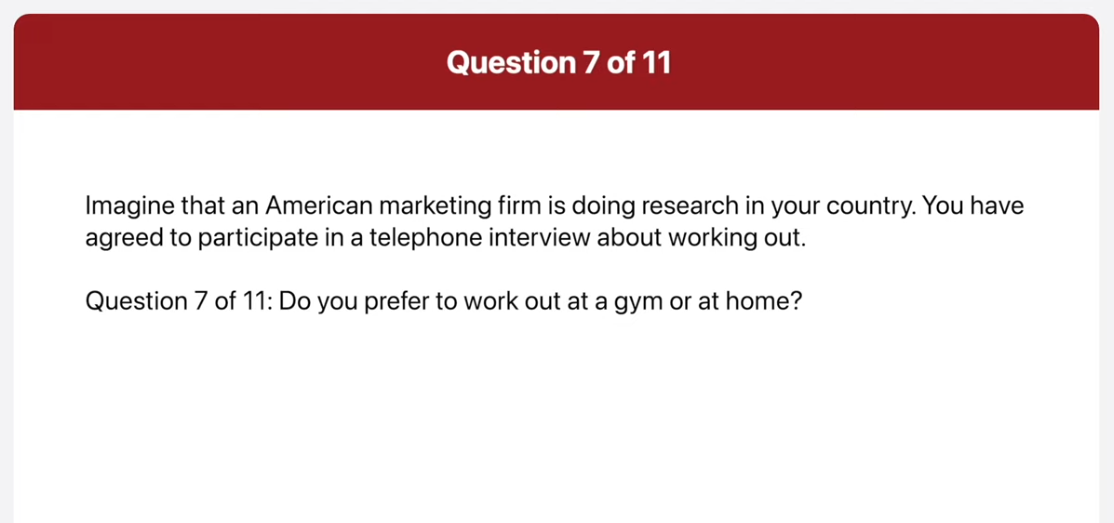 Question 7 of 11
Imagine that an American marketing firm is doing research in your country. You have
agreed to participate in a telephone interview about working out.
Question 7 of 11: Do you prefer to work out at a gym or at home?